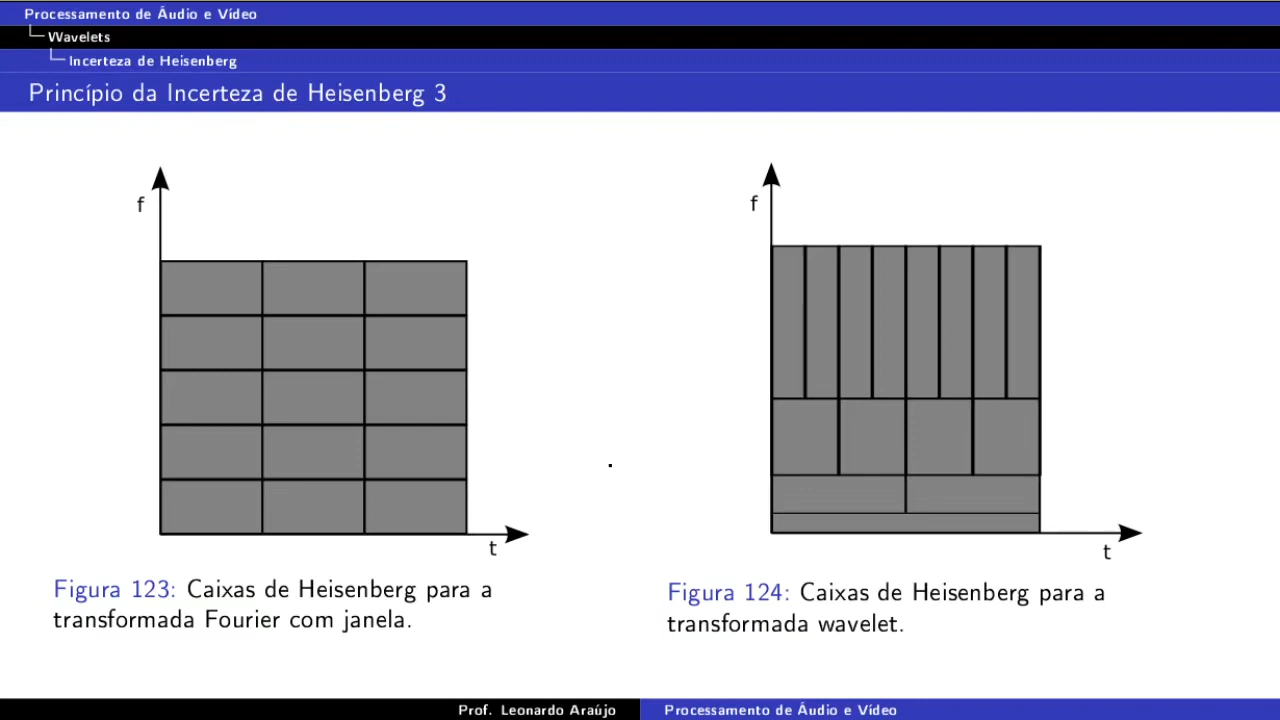 Processamento de Áudio e Vídeo
Wavelets
Incerteza de Heisenberg
Princípio da Incerteza de Heisenberg 3
f
t
Figura 123: Caixas de Heisenberg para a
transformada Fourier com janela.
.
f
t
Figura 124: Caixas de Heisenberg para a
transformada wavelet.
Prof. Leonardo Araújo
Processamento de Áudio e Vídeo